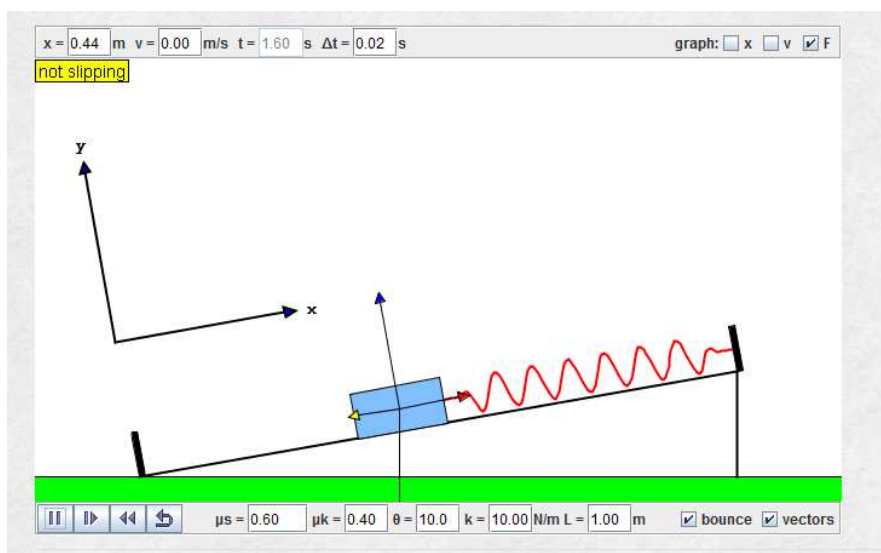 x = 0.44 m v = 0.00 m/s t = 1.60 s Δt = 0.02 s graph: x v F
not slipping
y
x
µs = 0.60 µk = 0.40 θ = 10.0 k = 10.00 N/m L = 1.00 m bounce vectors